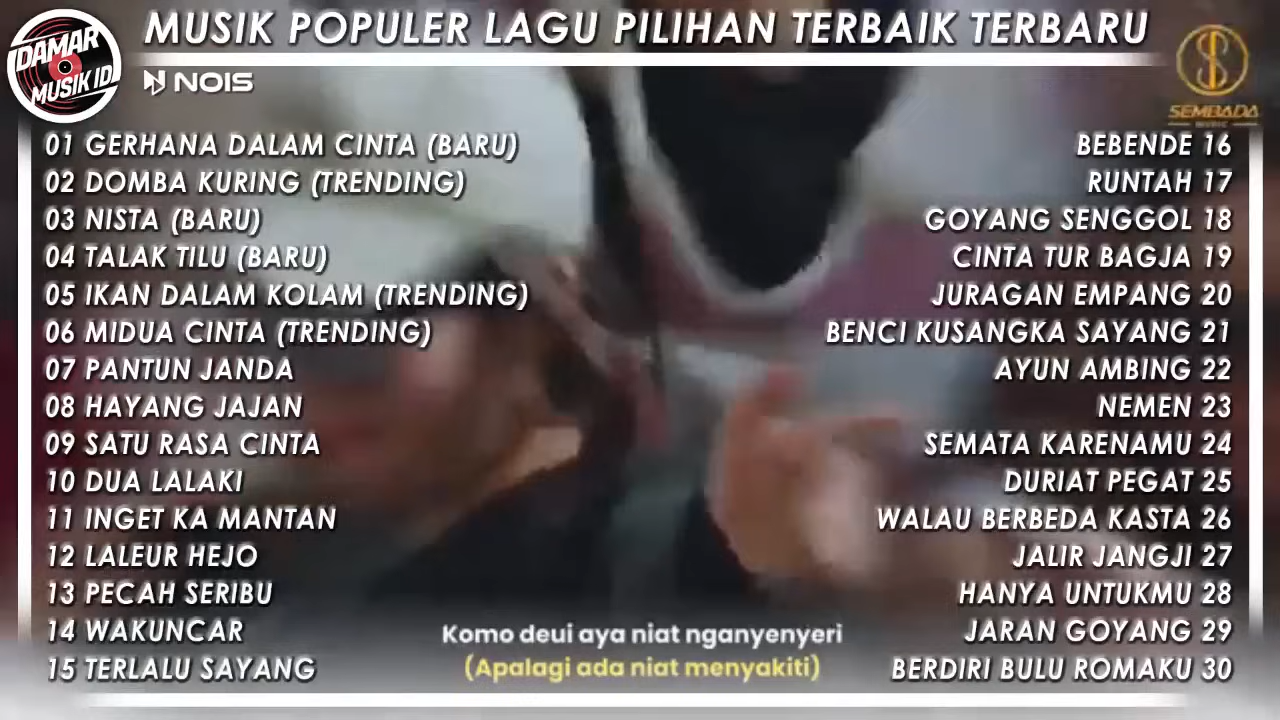 DAMAR
MUSIK ID
MUSIK POPULER LAGU PILIHAN TERBAIK TERBARU
NOIS
SEMBADA
MUSIC
01 GERHANA DALAM CINTA (BARU)
02 DOMBA KURING (TRENDING)
03 NISTA (BARU)
04 TALAK TILU (BARU)
05 IKAN DALAM KOLAM (TRENDING)
06 MIDUA CINTA (TRENDING)
07 PANTUN JANDA
08 HAYANG JAJAN
09 SATU RASA CINTA
10 DUA LALAKI
11 INGET KA MANTAN
12 LALEUR HEJO
13 PECAH SERIBU
14 WAKUNCAR
15 TERLALU SAYANG
BEBENDE 16
RUNTAH 17
GOYANG SENGGOL 18
CINTA TUR BAGJA 19
JURAGAN EMPANG 20
BENCI KUSANGKA SAYANG 21
AYUN AMBING 22
NEMEN 23
SEMATA KARENAMU 24
DURIAT PEGAT 25
WALAU BERBEDA KASTA 26
JALIR JANGJI 27
HANYA UNTUKMU 28
JARAN GOYANG 29
BERDIRI BULU ROMAKU 30
Komo deui aya niat nganyenyeri
(Apalagi ada niat menyakiti)